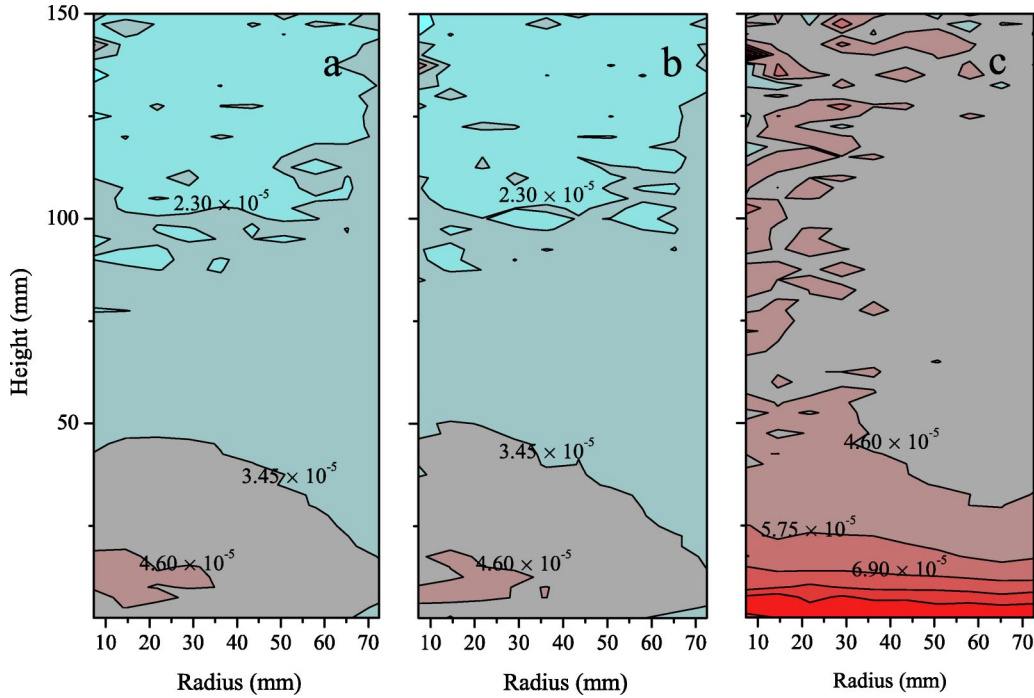 150
100
50
Height (mm)
a
2.30 × 10⁻⁵
3.45 × 10⁻⁵
4.60 × 10⁻⁵
10 20 30 40 50 60 70
Radius (mm)
b
2.30 × 10⁻⁵
3.45 × 10⁻⁵
4.60 × 10⁻⁵
10 20 30 40 50 60 70
Radius (mm)
c
4.60 × 10⁻⁵
5.75 × 10⁻⁵
6.90 × 10⁻⁵
10 20 30 40 50 60 70
Radius (mm)